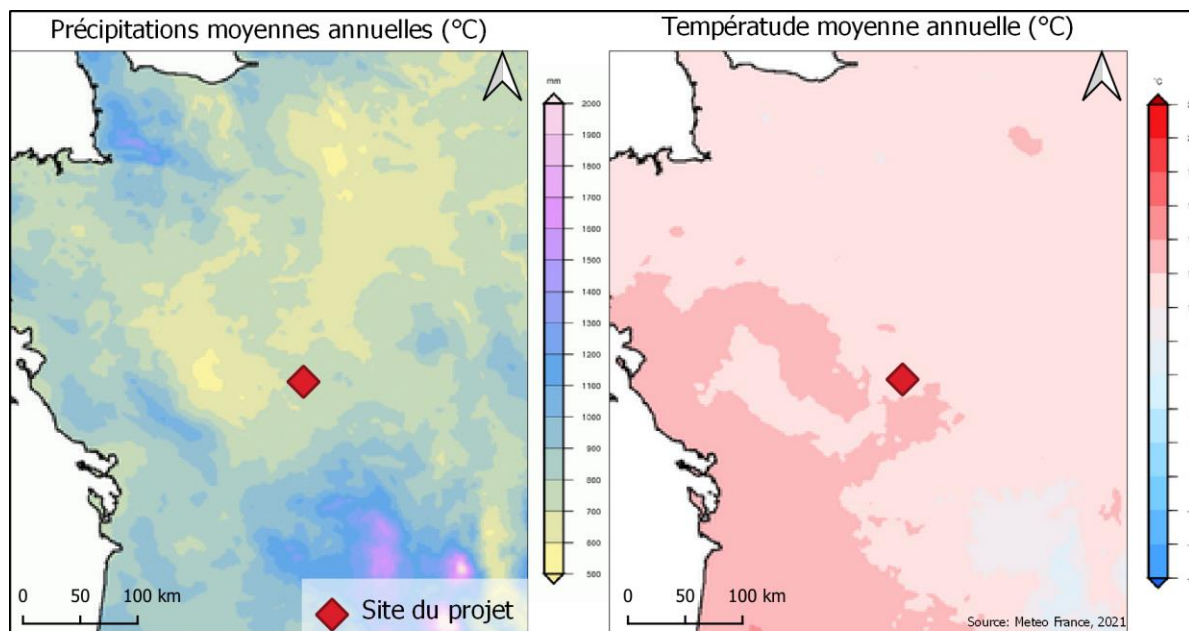 Précipitations moyennes annuelles (°C)
Température moyenne annuelle (°C)
mm
2000
1900
1800
1700
1600
1500
1400
1300
1200
1100
1000
900
800
700
600
500
°C
0 50 100 km
Site du projet
0 50 100 km
Source: Meteo France, 2021